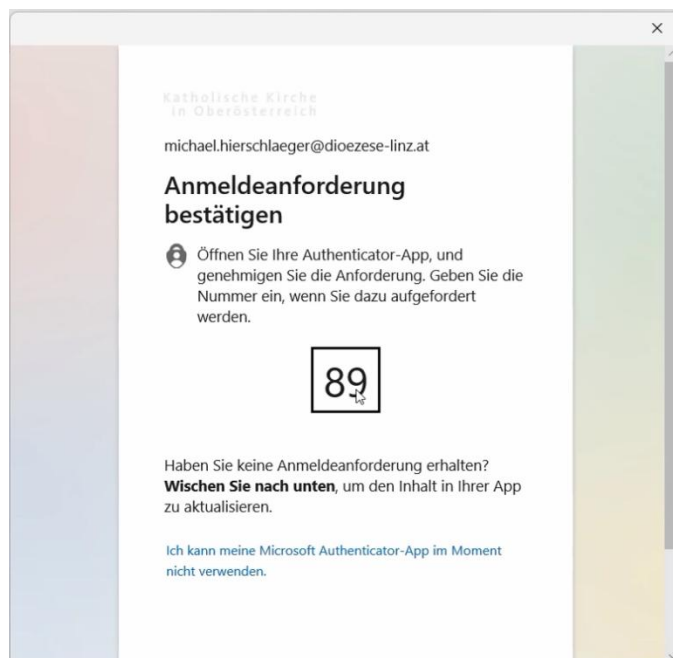 Katholische Kirche
in Oberösterreich
michael.hierschlaeger@dioezese-linz.at
Anmeldeanforderung
bestätigen
Öffnen Sie Ihre Authenticator-App, und
genehmigen Sie die Anforderung. Geben Sie die
Nummer ein, wenn Sie dazu aufgefordert
werden.
89
Haben Sie keine Anmeldeanforderung erhalten?
Wischen Sie nach unten, um den Inhalt in Ihrer App
zu aktualisieren.
Ich kann meine Microsoft Authenticator-App im Moment
nicht verwenden.